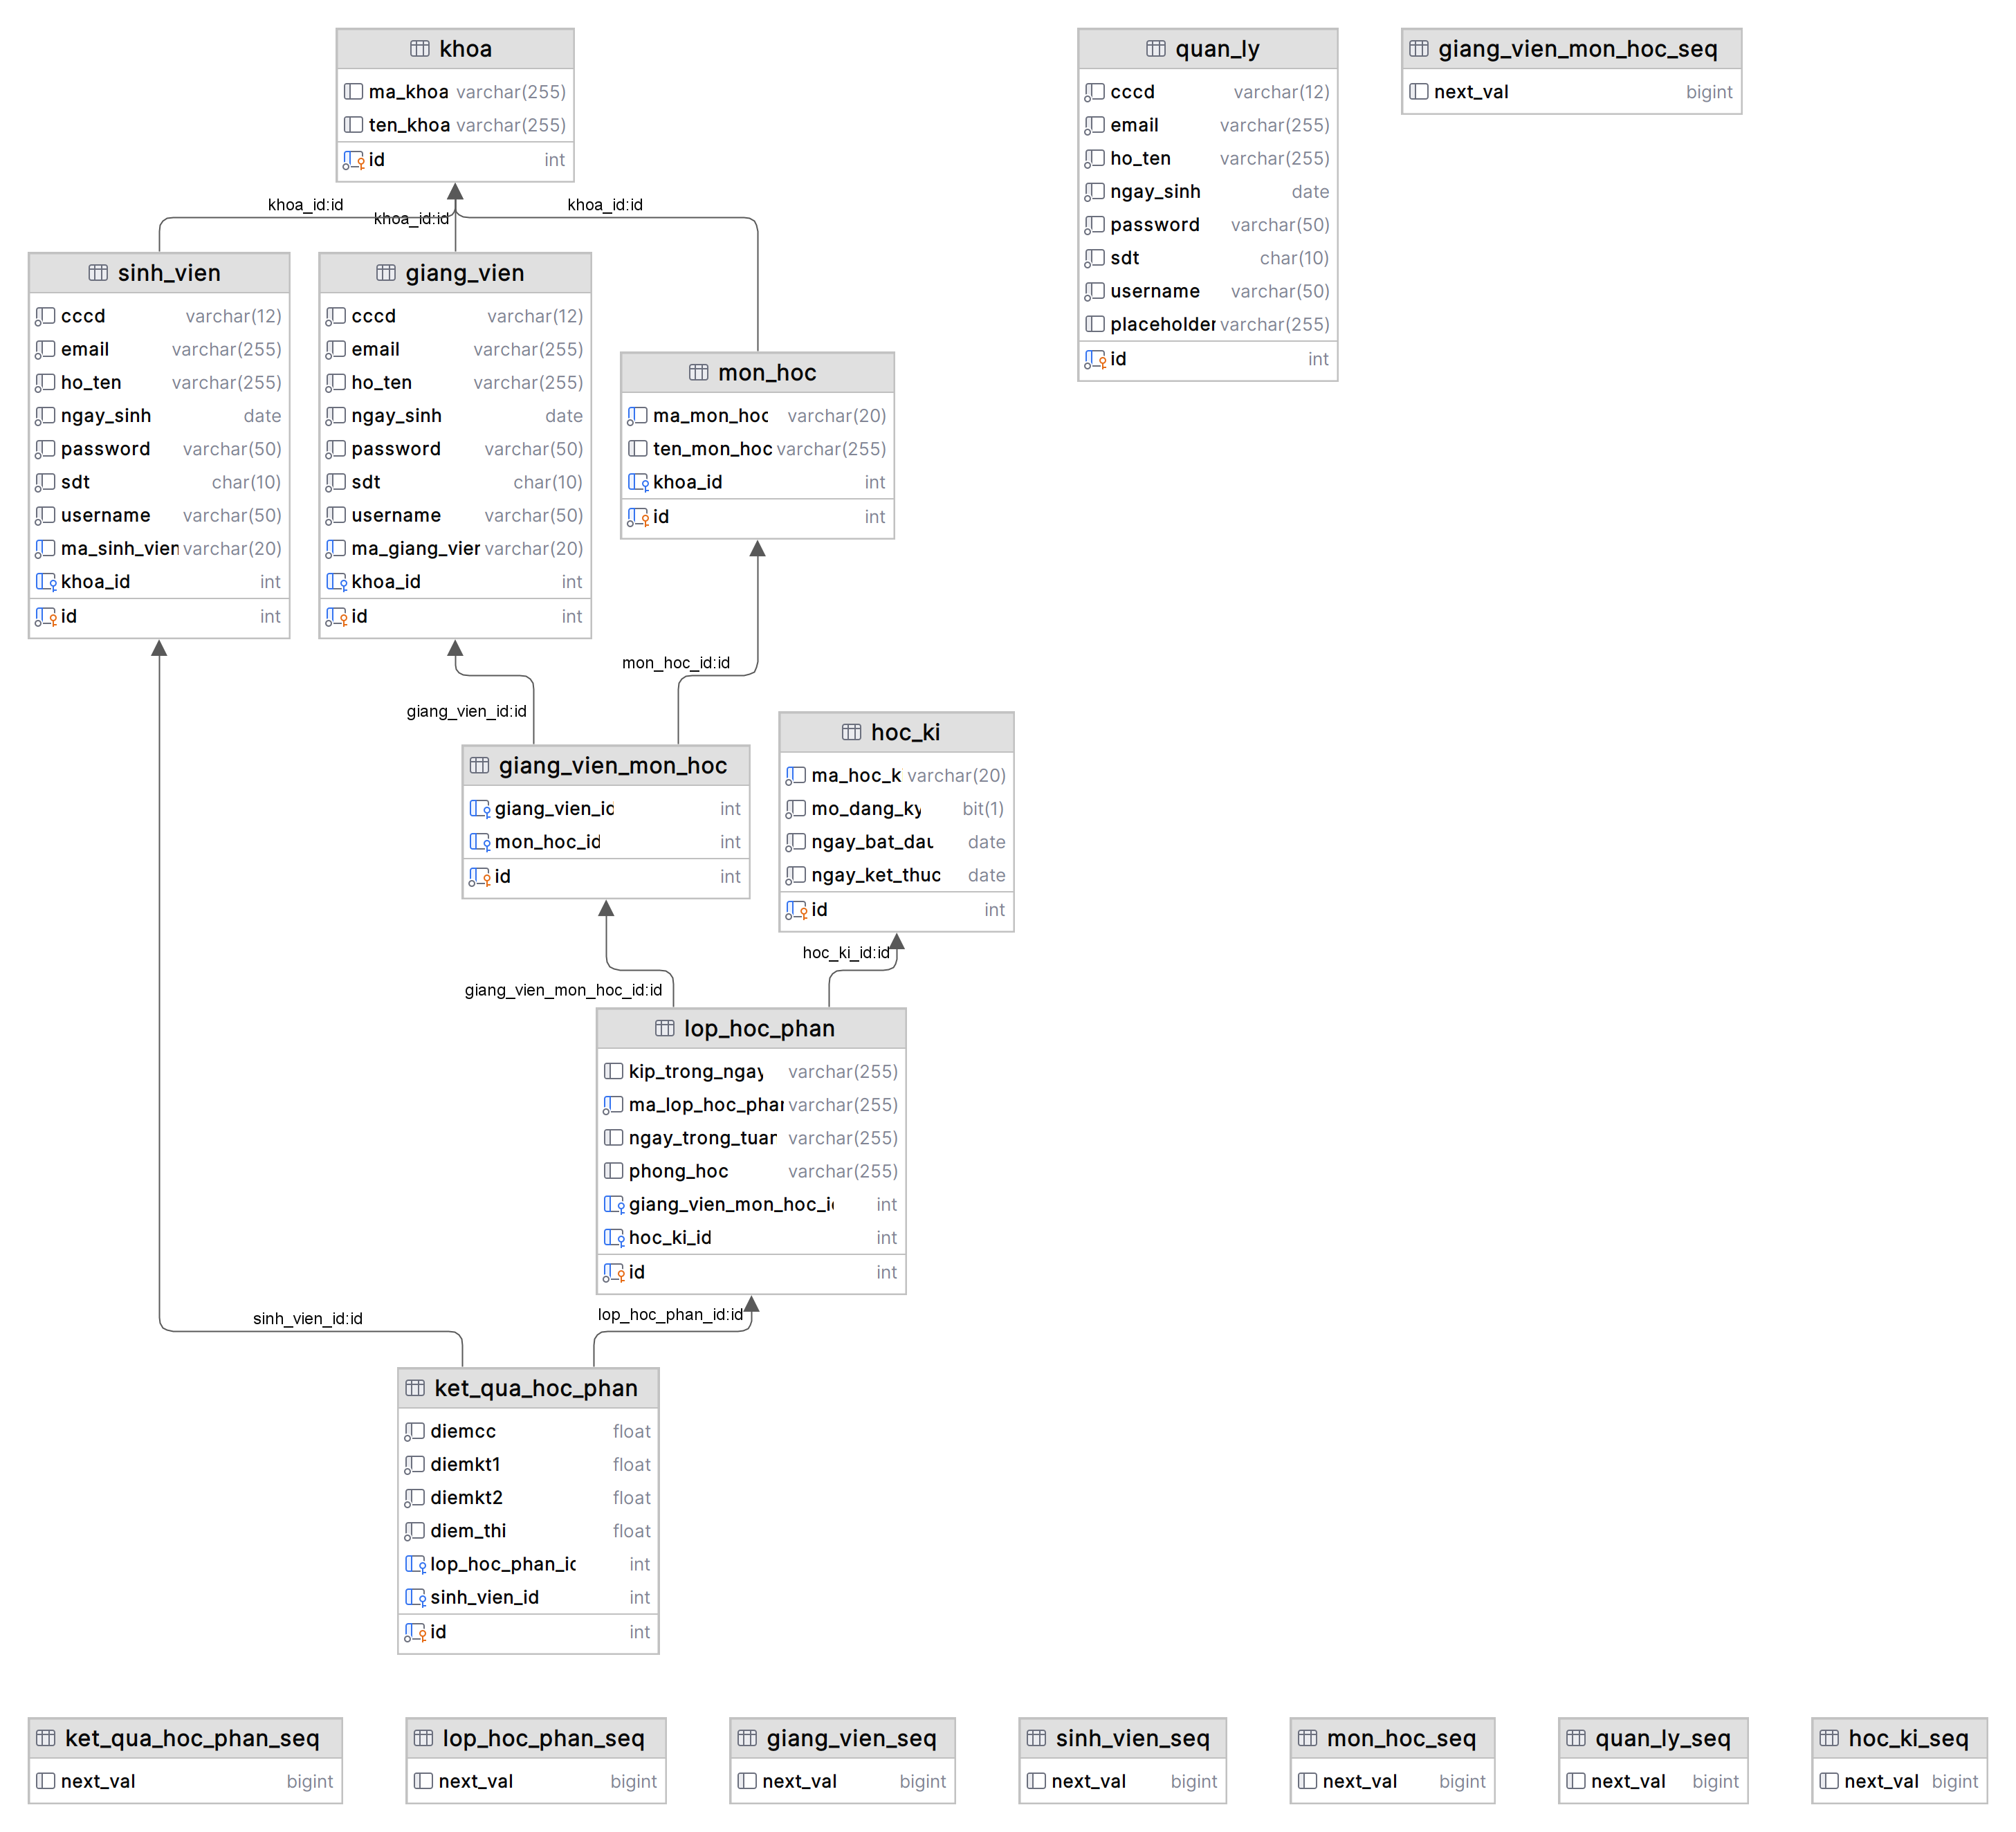 khoa
ma_khoa varchar(255)
ten_khoa varchar(255)
id int
quan_ly
cccd varchar(12)
email varchar(255)
ho_ten varchar(255)
ngay_sinh date
password varchar(50)
sdt char(10)
username varchar(50)
placeholder varchar(255)
id int
giang_vien_mon_hoc_seq
next_val bigint
khoa_id:id
khoa_id:id
khoa_id:id
sinh_vien
cccd varchar(12)
email varchar(255)
ho_ten varchar(255)
ngay_sinh date
password varchar(50)
sdt char(10)
username varchar(50)
ma_sinh_vien varchar(20)
khoa_id int
id int
giang_vien
cccd varchar(12)
email varchar(255)
ho_ten varchar(255)
ngay_sinh date
password varchar(50)
sdt char(10)
username varchar(50)
ma_giang_vien varchar(20)
khoa_id int
id int
mon_hoc
ma_mon_hoc varchar(20)
ten_mon_hoc varchar(255)
khoa_id int
id int
mon_hoc_id:id
giang_vien_id:id
giang_vien_mon_hoc
giang_vien_id int
mon_hoc_id int
id int
hoc_ki
ma_hoc_k varchar(20)
mo_dang_ky bit(1)
ngay_bat_dau date
ngay_ket_thuc date
id int
hoc_ki_id:id
giang_vien_mon_hoc_id:id
lop_hoc_phan
kip_trong_ngay varchar(255)
ma_lop_hoc_phan varchar(255)
ngay_trong_tuan varchar(255)
phong_hoc varchar(255)
giang_vien_mon_hoc_id int
hoc_ki_id int
id int
sinh_vien_id:id
lop_hoc_phan_id:id
ket_qua_hoc_phan
diemcc float
diemkt1 float
diemkt2 float
diem_thi float
lop_hoc_phan_id int
sinh_vien_id int
id int
ket_qua_hoc_phan_seq
next_val bigint
lop_hoc_phan_seq
next_val bigint
giang_vien_seq
next_val bigint
sinh_vien_seq
next_val bigint
mon_hoc_seq
next_val bigint
quan_ly_seq
next_val bigint
hoc_ki_seq
next_val bigint